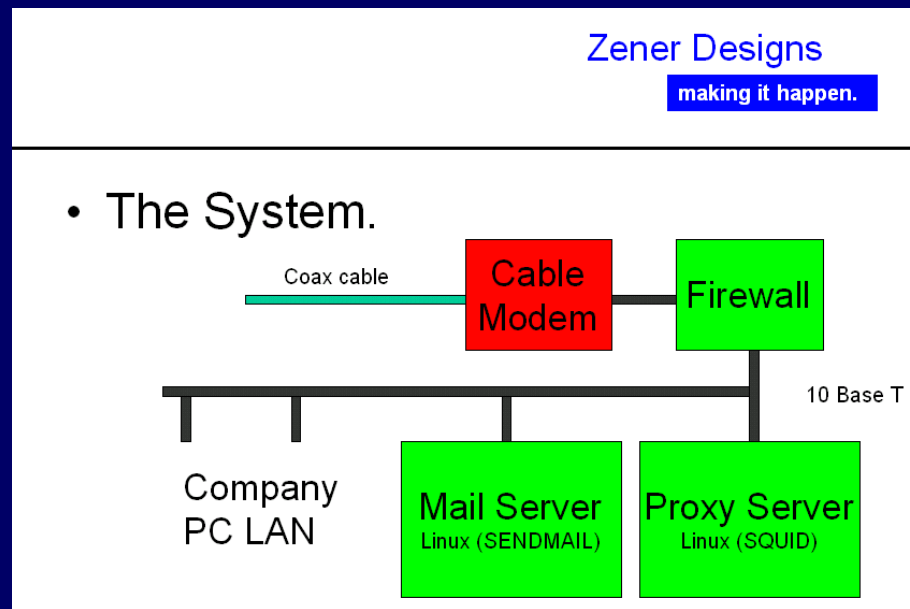 Zener Designs
making it happen.
• The System.
Coax cable
Cable
Modem
Firewall
10 Base T
Company
PC LAN
Mail Server
Linux (SENDMAIL)
Proxy Server
Linux (SQUID)